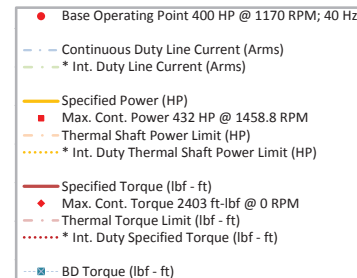 Base Operating Point 400 HP @ 1170 RPM; 40 Hz
Continuous Duty Line Current (Arms)
* Int. Duty Line Current (Arms)
Specified Power (HP)
Max. Cont. Power 432 HP @ 1458.8 RPM
Thermal Shaft Power Limit (HP)
* Int. Duty Thermal Shaft Power Limit (HP)
Specified Torque (lbf - ft)
Max. Cont. Torque 2403 ft-lbf @ 0 RPM
Thermal Torque Limit (lbf - ft)
* Int. Duty Specified Torque (lbf - ft)
BD Torque (lbf - ft)